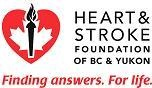 HEART&
STROKE
FOUNDATION
OF BC & YUKON
Finding answers. For life.